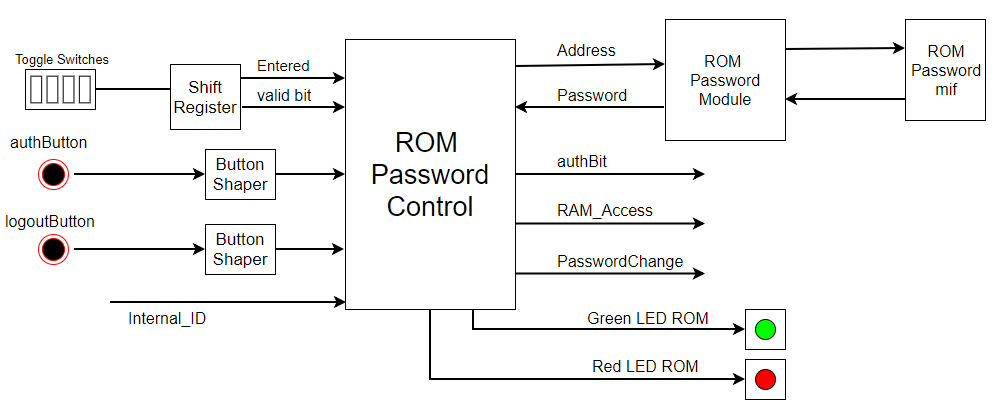 Toggle Switches
Shift
Register
Entered
valid bit
authButton
Button
Shaper
logoutButton
Button
Shaper
Internal_ID
ROM
Password
Control
Address
Password
ROM
Password
Module
ROM
Password
mif
authBit
RAM_Access
PasswordChange
Green LED ROM
Red LED ROM